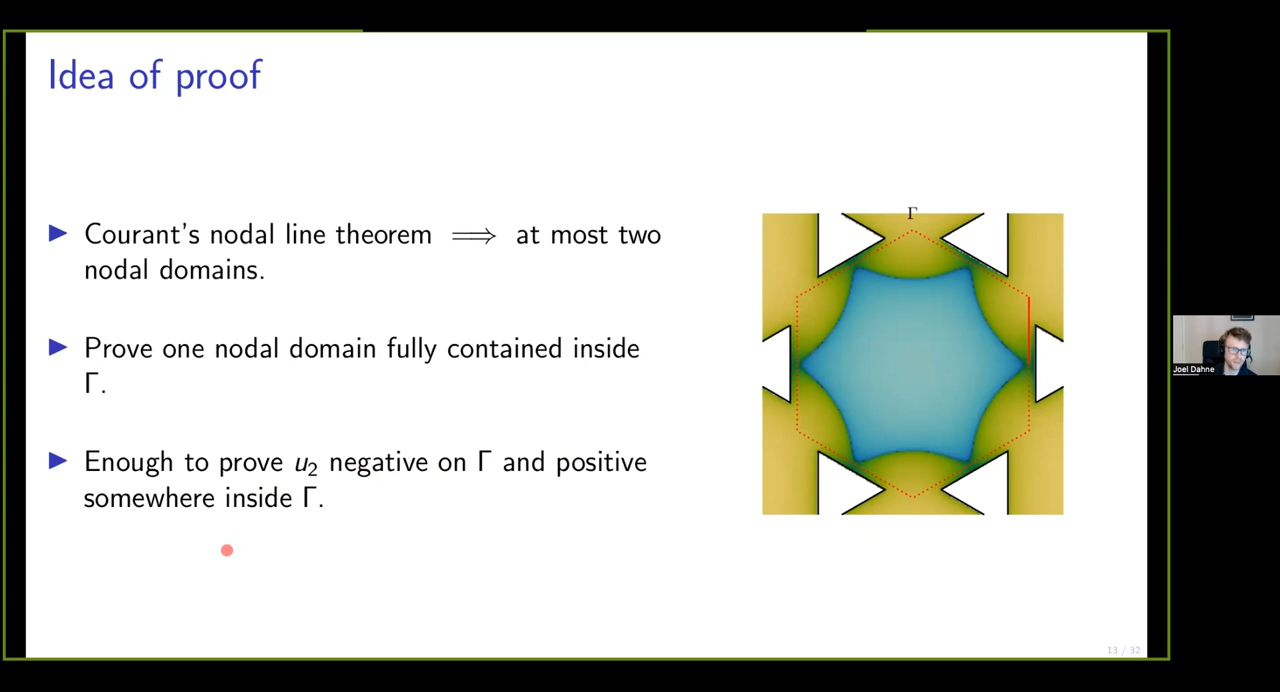 Idea of proof
Γ
▶ Courant's nodal line theorem ⟹ at most two
nodal domains.
▶ Prove one nodal domain fully contained inside
Γ.
▶ Enough to prove u₂ negative on Γ and positive
somewhere inside Γ.
Joel Dahne
13 / 32